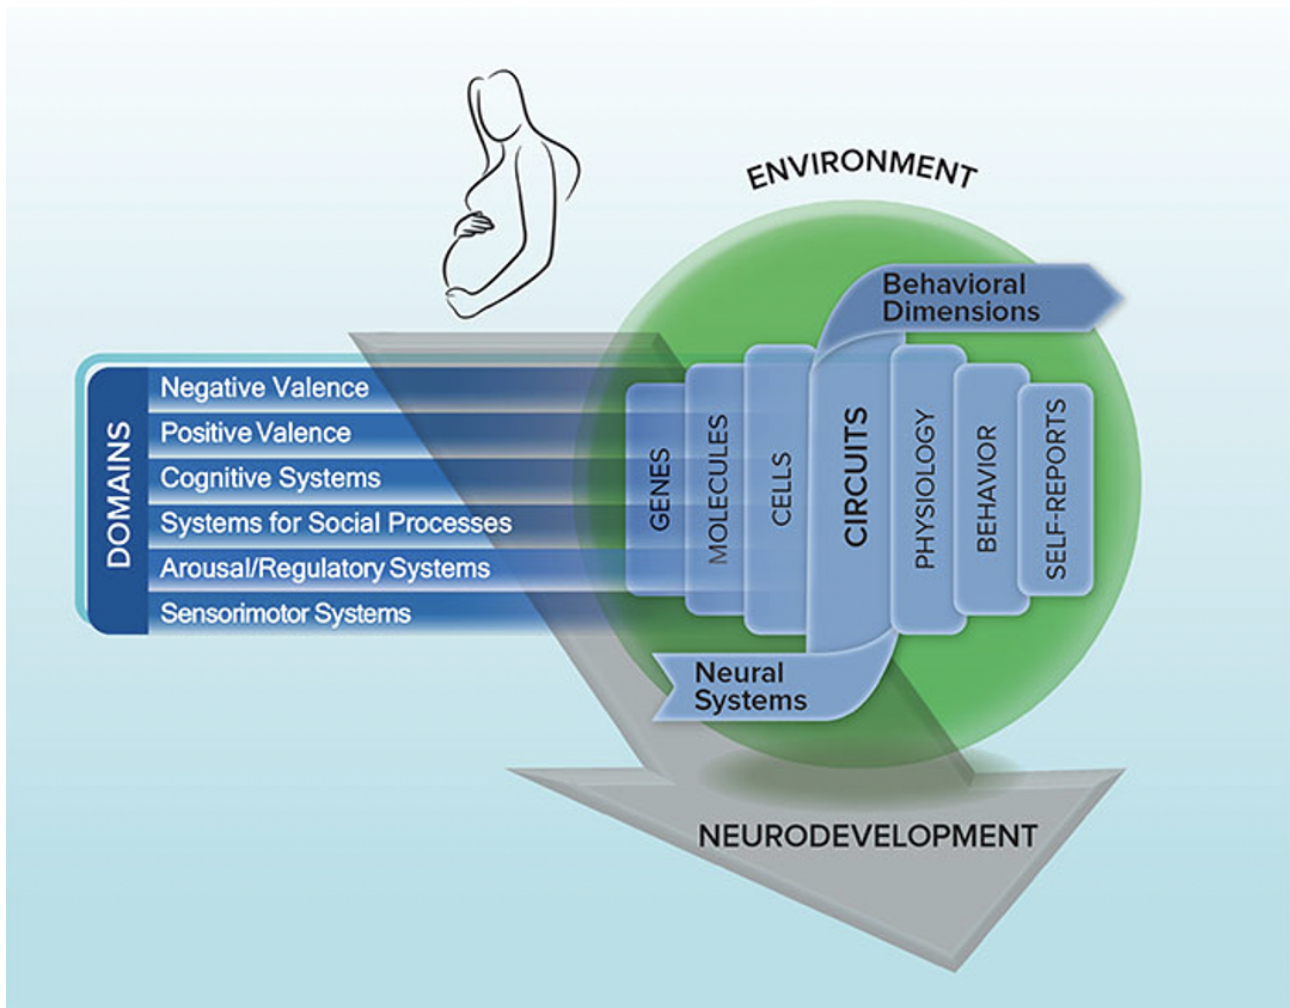 ENVIRONMENT
Behavioral
Dimensions
DOMAINS
Negative Valence
Positive Valence
Cognitive Systems
Systems for Social Processes
Arousal/Regulatory Systems
Sensorimotor Systems
GENES
MOLECULES
CELLS
CIRCUITS
PHYSIOLOGY
BEHAVIOR
SELF-REPORTS
Neural
Systems
NEURODEVELOPMENT